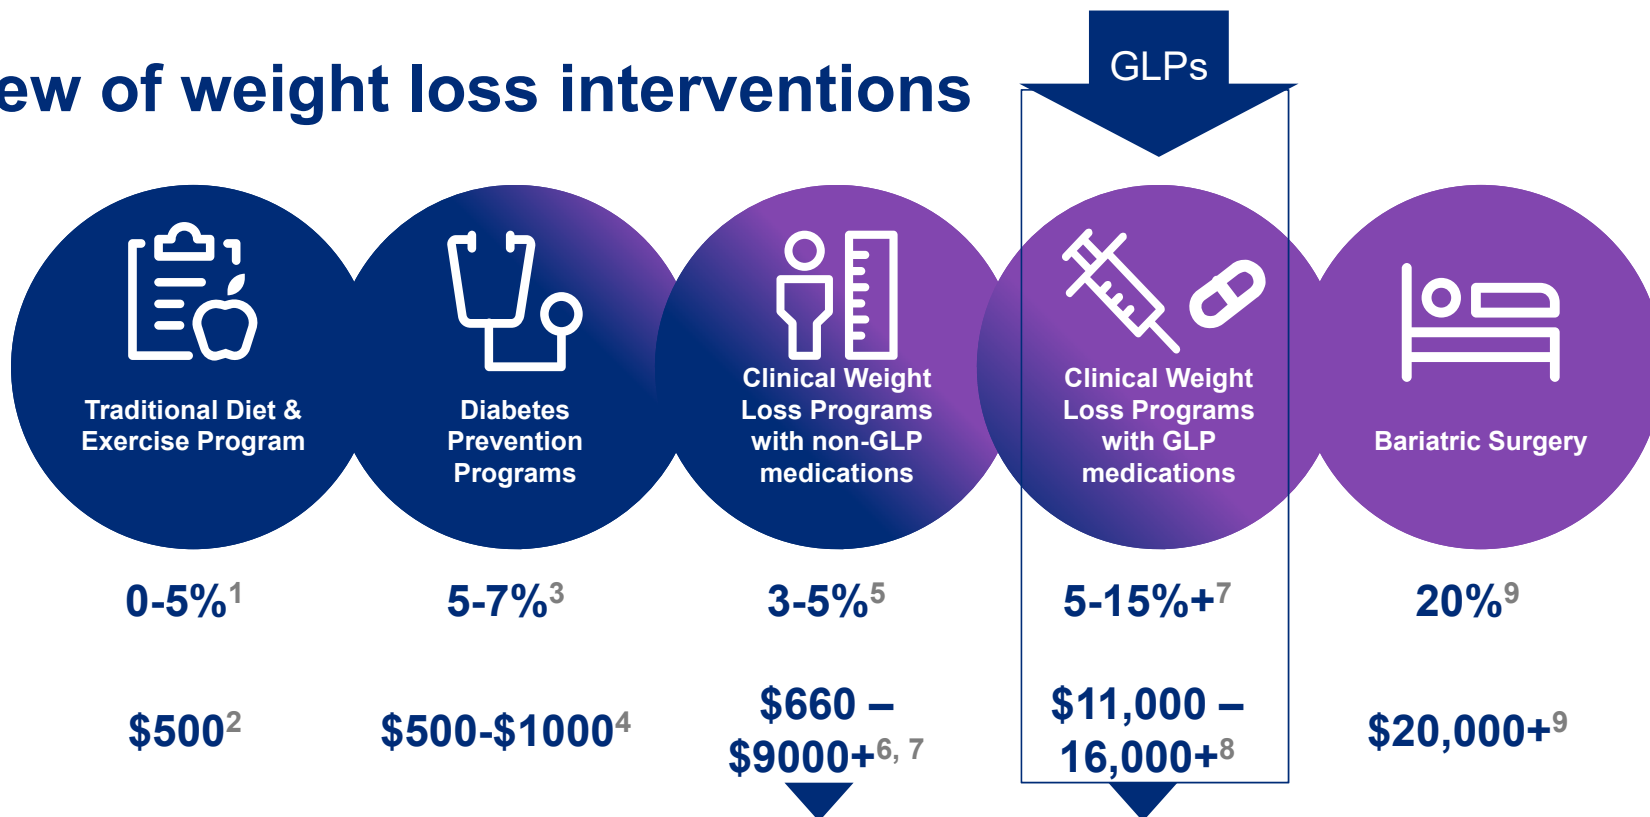 ew of weight loss interventions
GLPs
Traditional Diet &
Exercise Program
Diabetes
Prevention
Programs
Clinical Weight
Loss Programs
with non-GLP
medications
Clinical Weight
Loss Programs
with GLP
medications
Bariatric Surgery
0-5%1
5-7%3
3-5%5
5-15%+7
20%9
$5002
$500-$10004
$660 –
$9000+6, 7
$11,000 –
16,000+8
$20,000+9